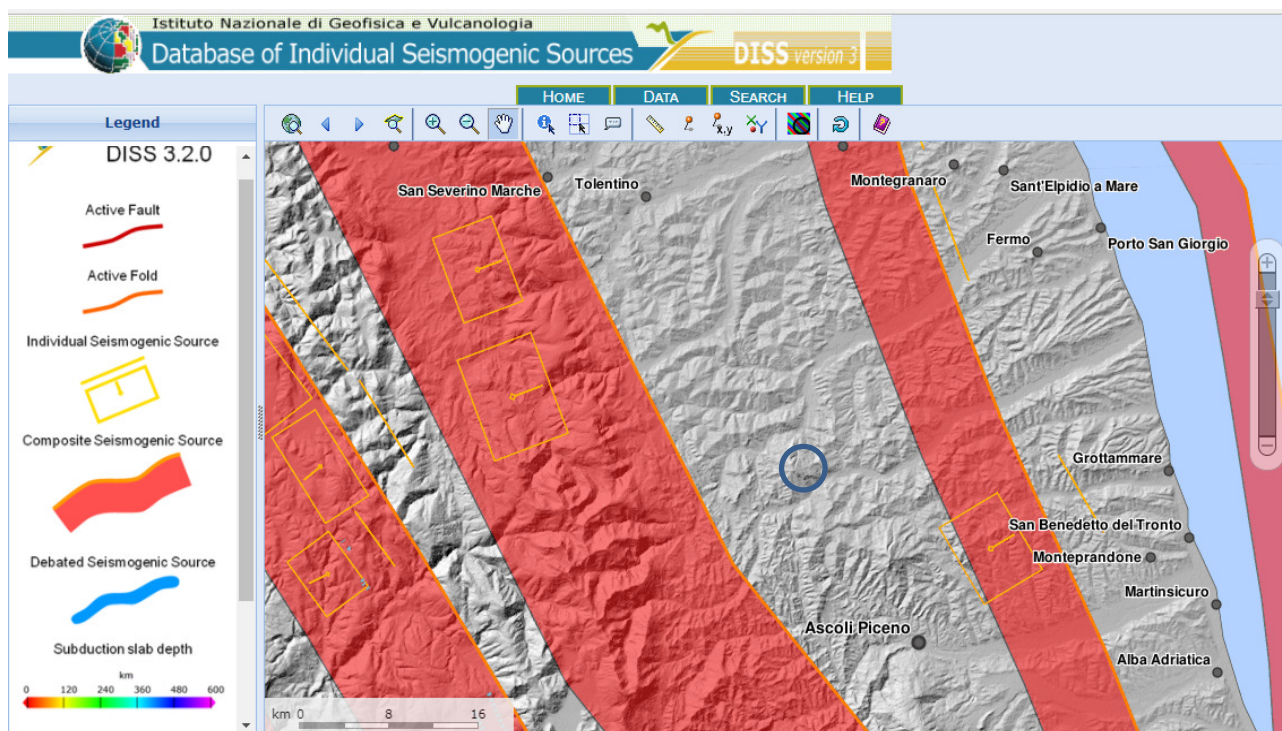 Istituto Nazionale di Geofisica e Vulcanologia
Database of Individual Seismogenic Sources
DISS version 3
HOME DATA SEARCH HELP
Legend
DISS 3.2.0
Active Fault
Active Fold
Individual Seismogenic Source
Composite Seismogenic Source
Debated Seismogenic Source
Subduction slab depth
km
0 120 240 360 480 600
x,y
XY
San Severino Marche
Tolentino
Montegranaro
Sant'Elpidio a Mare
Fermo
Porto San Giorgio
Grottammare
San Benedetto del Tronto
Monteprandone
Martinsicuro
Ascoli Piceno
Alba Adriatica
km 0 8 16